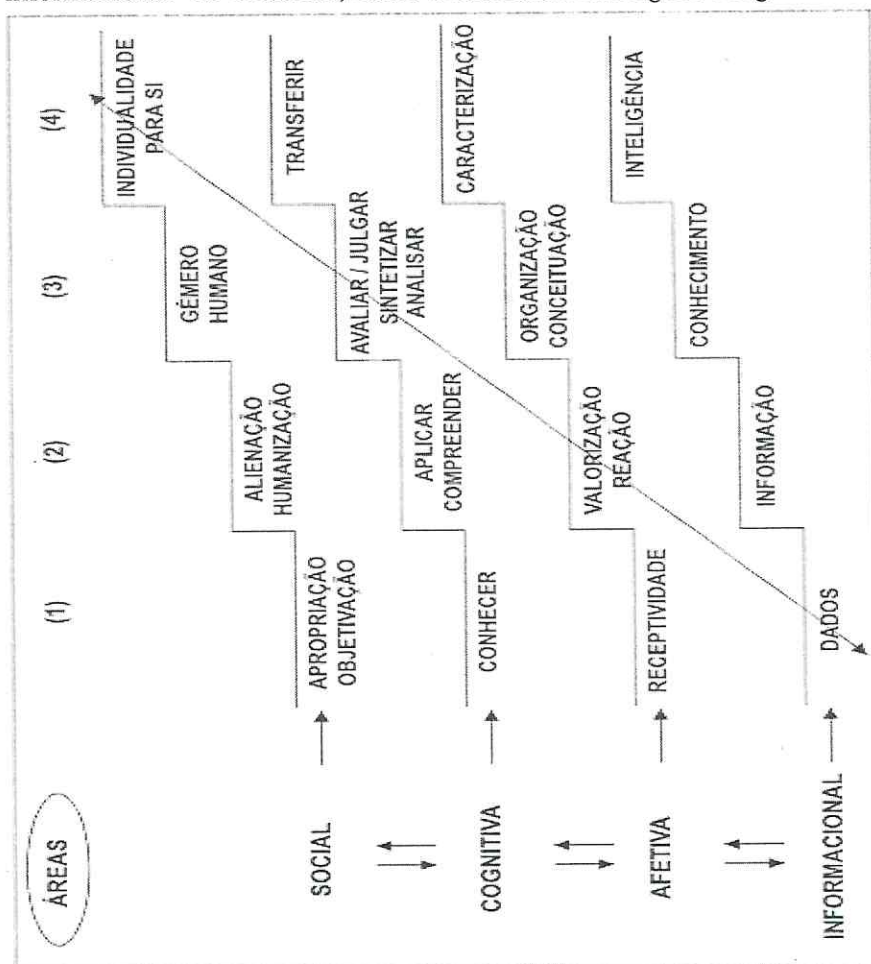 ÁREAS
(1)
(2)
(3)
(4)
SOCIAL
APROPRIAÇÃO
OBJETIVAÇÃO
ALIENAÇÃO
HUMANIZAÇÃO
GÊMERO
HUMANO
INDIVIDUALIDADE
PARA SI
COGNITIVA
CONHECER
APLICAR
COMPREENDER
AVALIAR / JULGAR
SINTETIZAR
ANALISAR
TRANSFERIR
AFETIVA
RECEPTIVIDADE
VALORIZAÇÃO
REAÇÃO
ORGANIZAÇÃO
CONCEITUAÇÃO
CARACTERIZAÇÃO
INFORMACIONAL
DADOS
INFORMAÇÃO
CONHECIMENTO
INTELIGÊNCIA